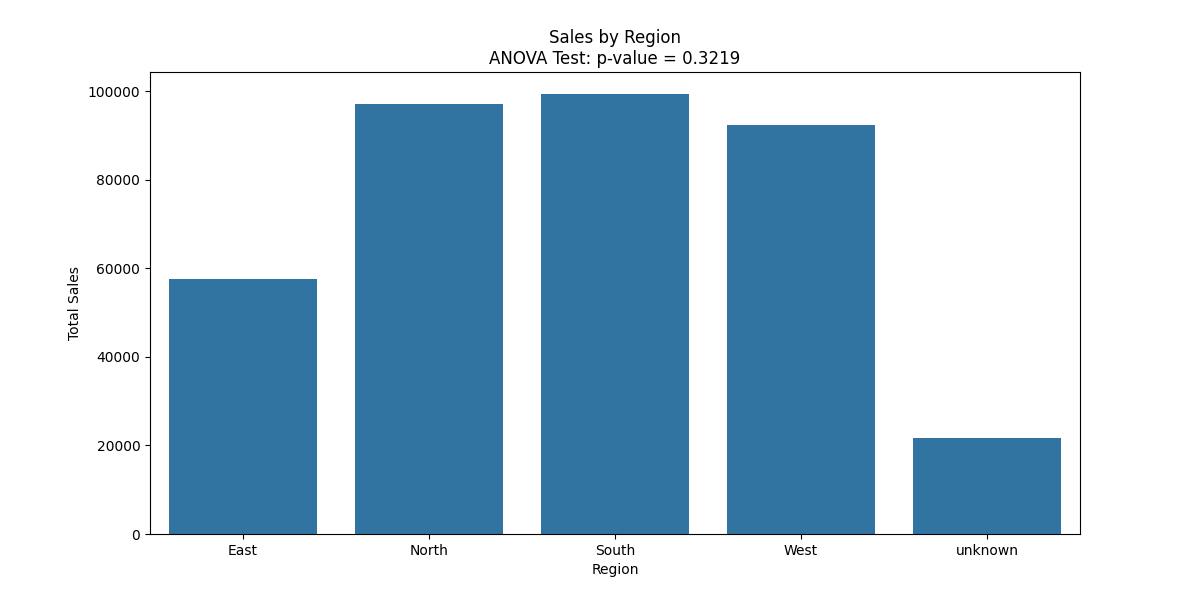 Sales by Region
ANOVA Test: p-value = 0.3219
100000
80000
60000
40000
20000
0
Total Sales
East North South West unknown
Region